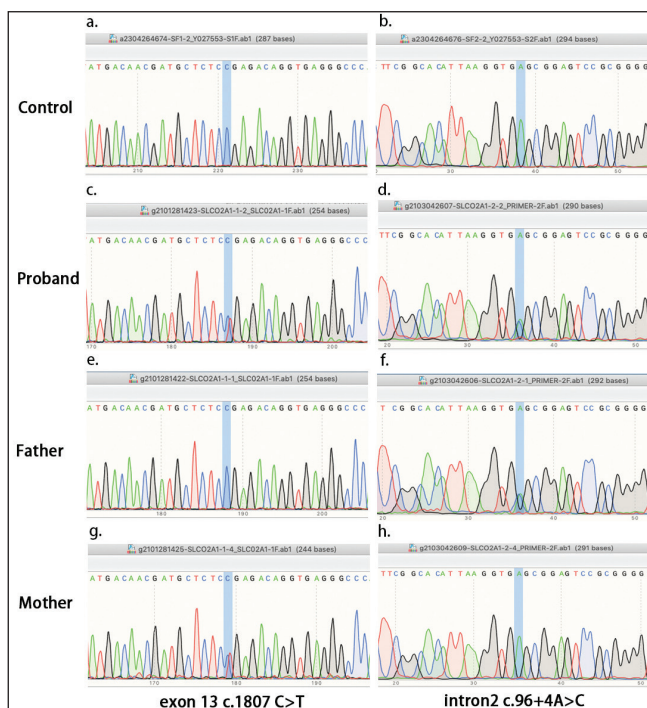 a.
b.
a2304264674-SF1-2_Y027553-S1F.ab1 (287 bases)
a2304264676-SF2-2_Y027553-S2F.ab1 (294 bases)
ATGACAACGATGCTCTCCGAGACAGGTGAGGGCCC
TTCGGCACATTAAGGTGAGCGGAGTCCGCGGGG
Control
210
220
230
c.
d.
g2101281423-SLCO2A1-1-2_SLCO2A1-1F.ab1 (254 bases)
g2103042607-SLCO2A1-2-2_PRIMER-2F.ab1 (290 bases)
ATGACAACGATGCTCTCCGAGACAGGTGAGGGCCC
TTCGGCACATTAAGGTGAGCGGAGTCCGCGGGG
Proband
170
180
190
200
20
30
40
50
e.
f.
g2101281422-SLCO2A1-1-1_SLCO2A1-1F.ab1 (254 bases)
g2103042606-SLCO2A1-2-1_PRIMER-2F.ab1 (292 bases)
ATGACAACGATGCTCTCCGAGACAGGTGAGGGCCC
TCGGCACATTAAGGTGAGCGGAGTCCGCGGGG
Father
180
190
200
20
30
40
50
g.
h.
g2101281425-SLCO2A1-1-4_SLCO2A1-1F.ab1 (244 bases)
g2103042609-SLCO2A1-2-4_PRIMER-2F.ab1 (291 bases)
ATGACAACGATGCTCTCCGAGACAGGTGAGGGCCC
TTCGGCACATTAAGGTGAGCGGAGTCCGCGGGG
Mother
170
180
190
20
30
40
50
exon 13 c.1807 C>T
intron2 c.96+4A>C